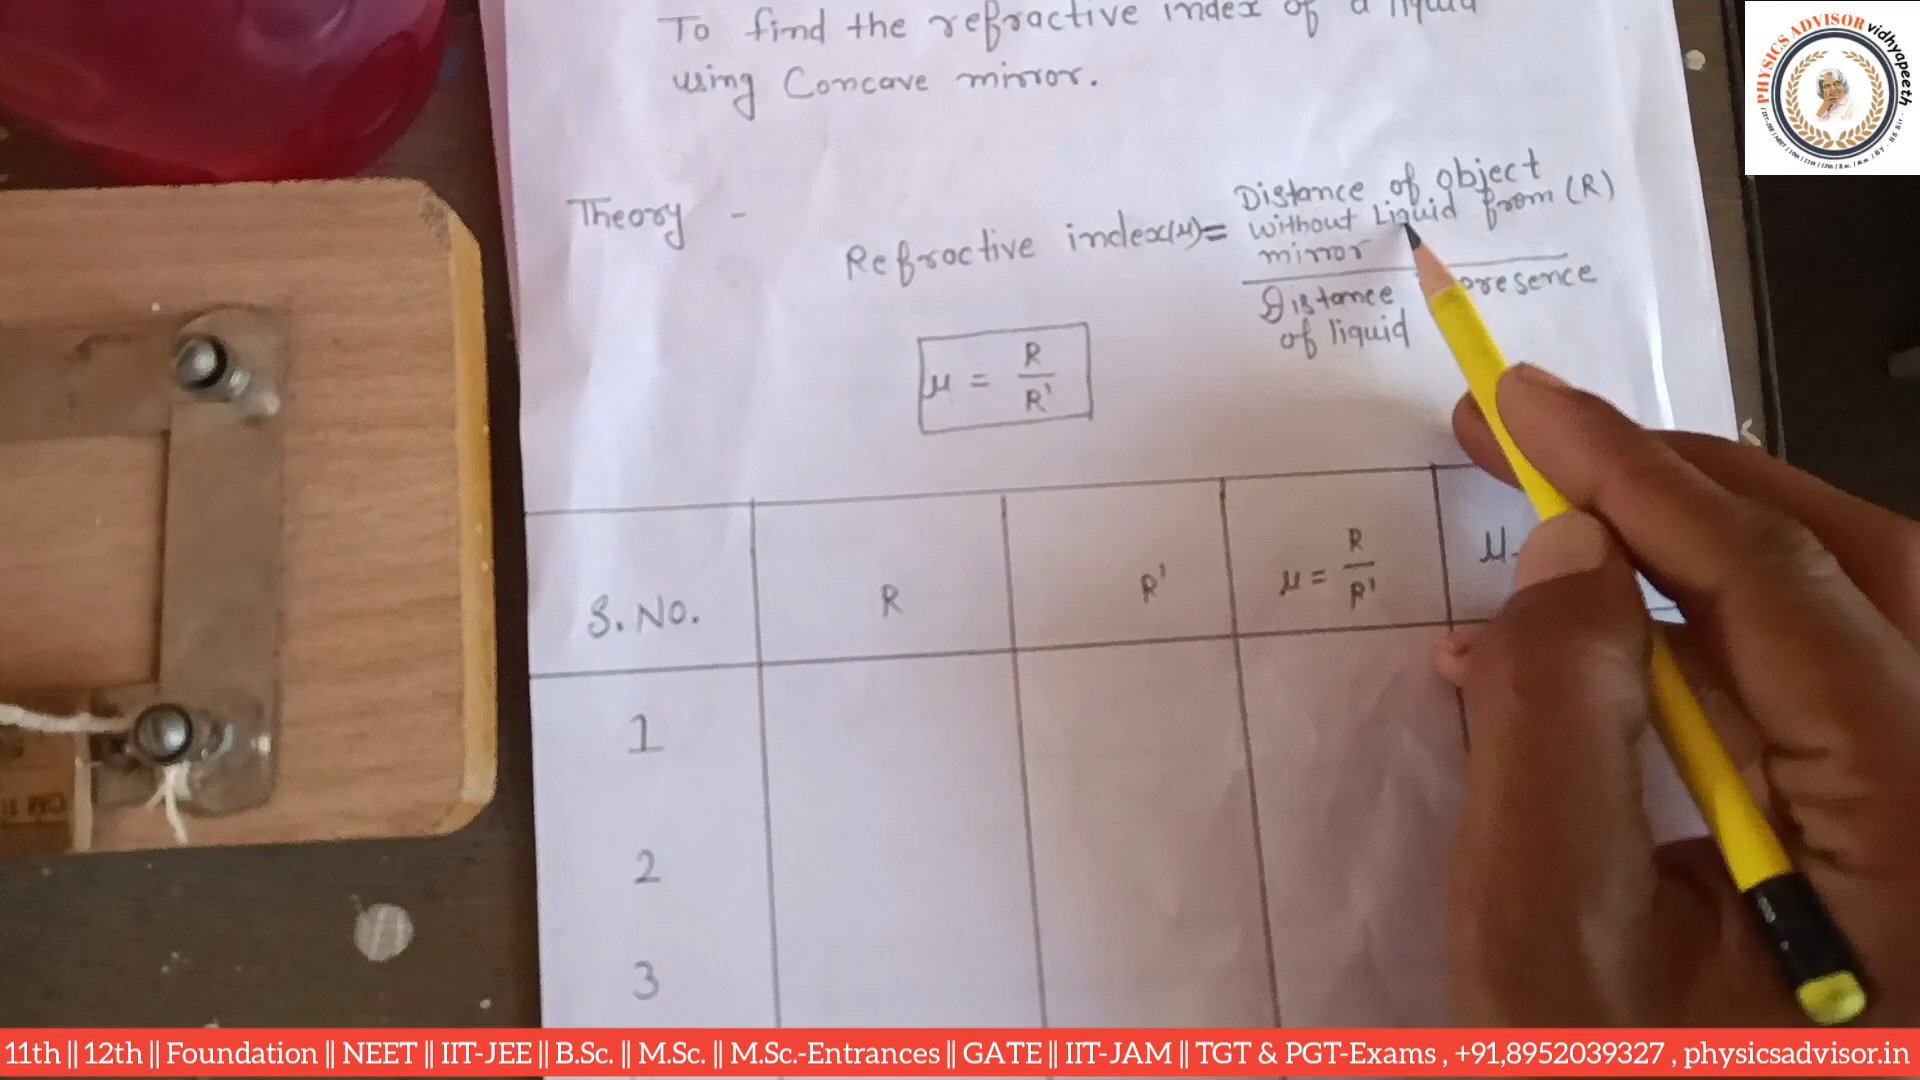 To find the refractive index of a liquid
using Concave mirror.
Theory -
Refractive index(μ)=
Distance of object
without Liquid from (R)
mirror
Distance presence
of liquid
μ = R/R'
S. No.
R
R'
μ = R/R'
μ
1
2
3
PHYSICS ADVISOR vidhyapeeth
11th || 12th || Foundation || NEET || IIT-JEE || B.Sc. || M.Sc. || M.Sc.-Entrances || GATE || IIT-JAM || TGT & PGT-Exams , +91,8952039327 , physicsadvisor.in